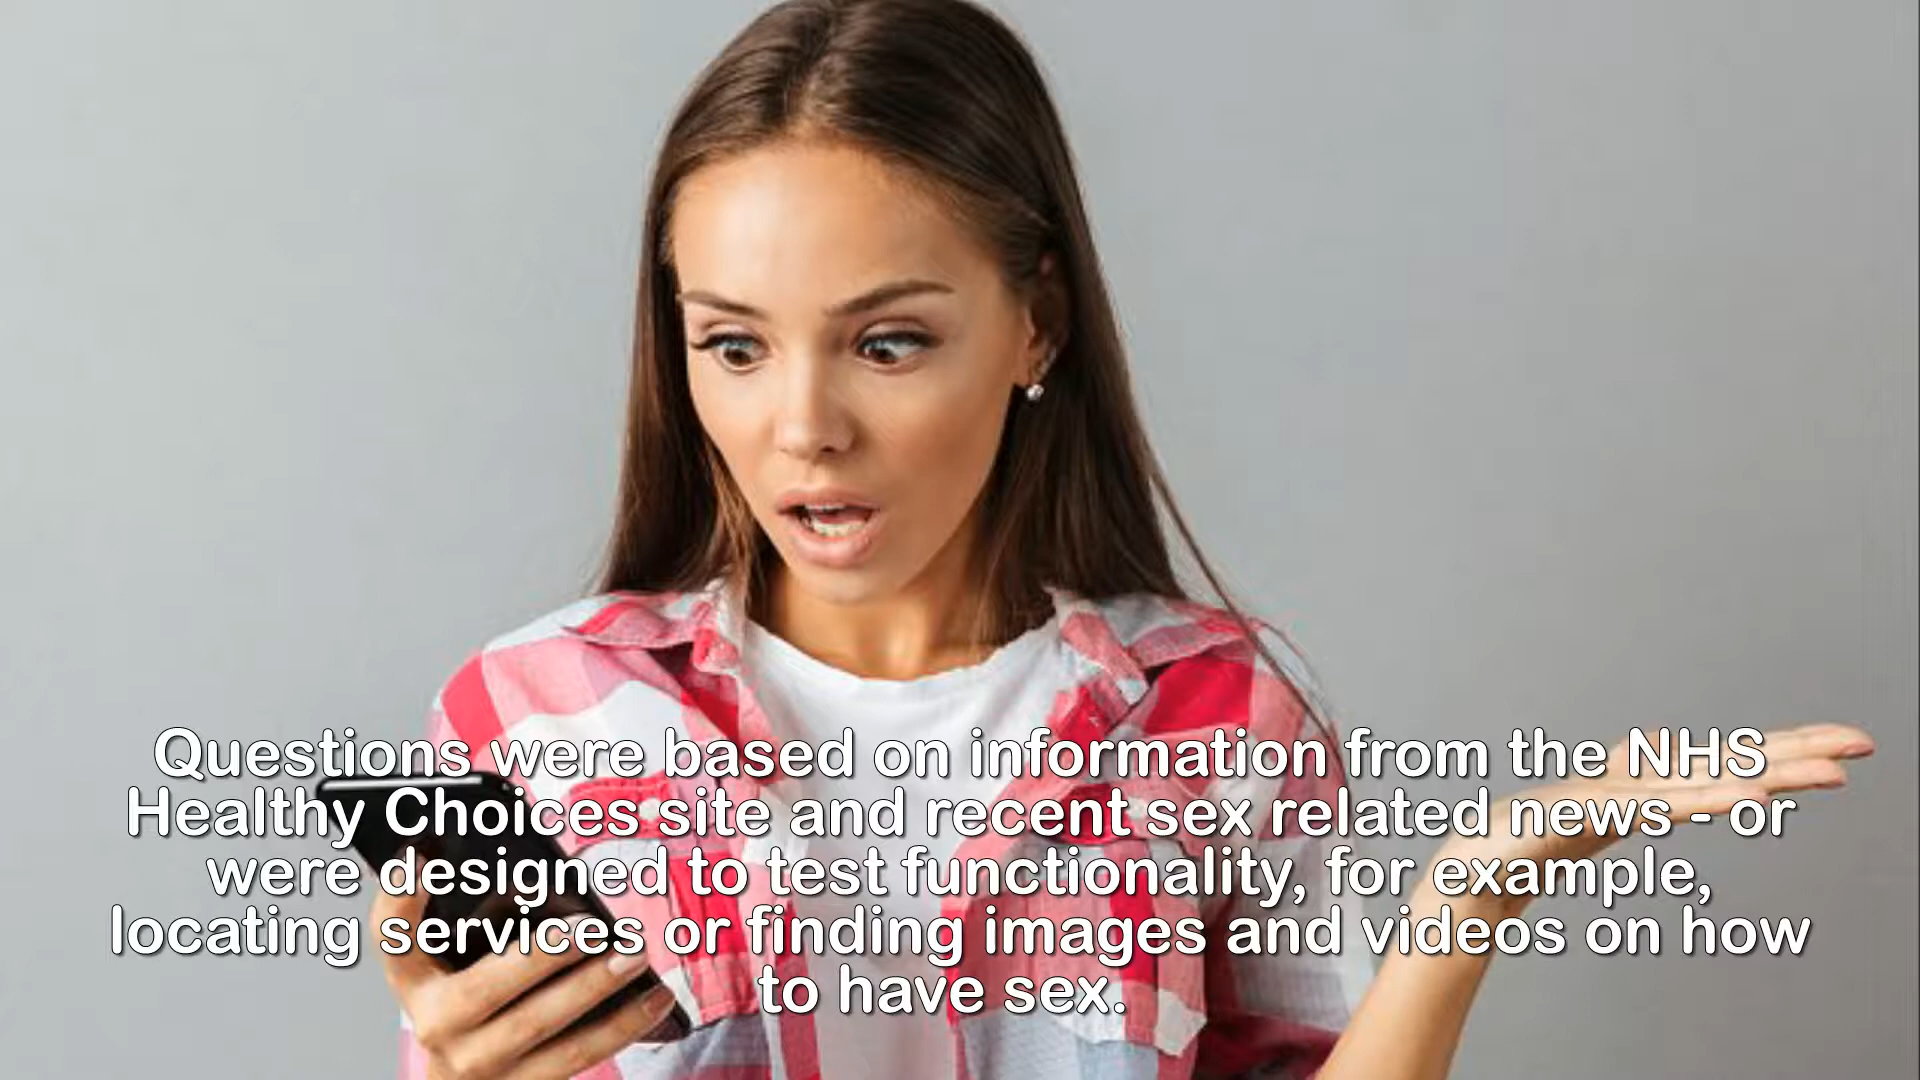 Questions were based on information from the NHS
Healthy Choices site and recent sex related news - or
were designed to test functionality, for example,
locating services or finding images and videos on how
to have sex.